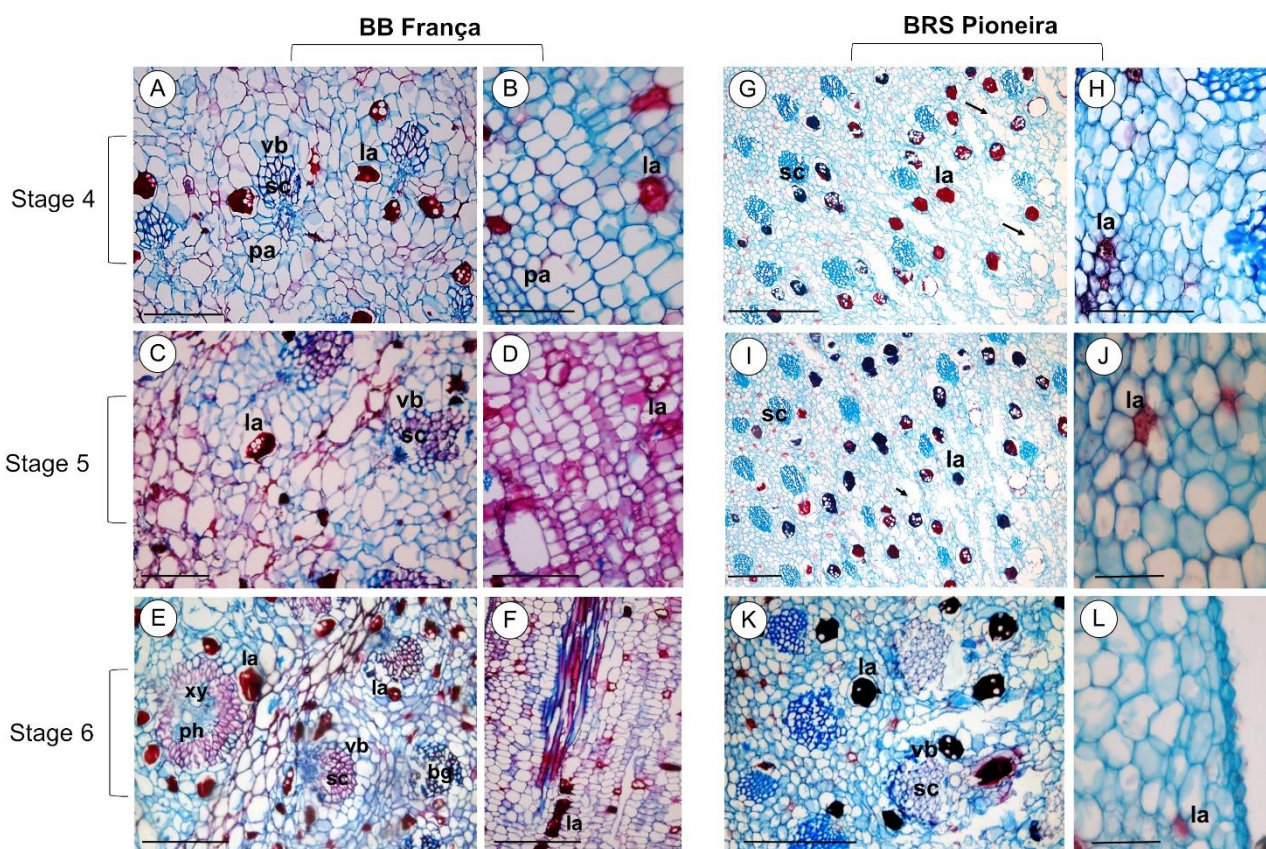 BB França
BRS Pioneira
Stage 4
Stage 5
Stage 6
A
vb
la
sc
pa
B
la
pa
G
sc
la
H
la
C
la
vb
sc
D
la
I
sc
la
J
la
E
la
xy
la
ph
vb
sc
bg
F
la
K
la
vb
sc
L
la